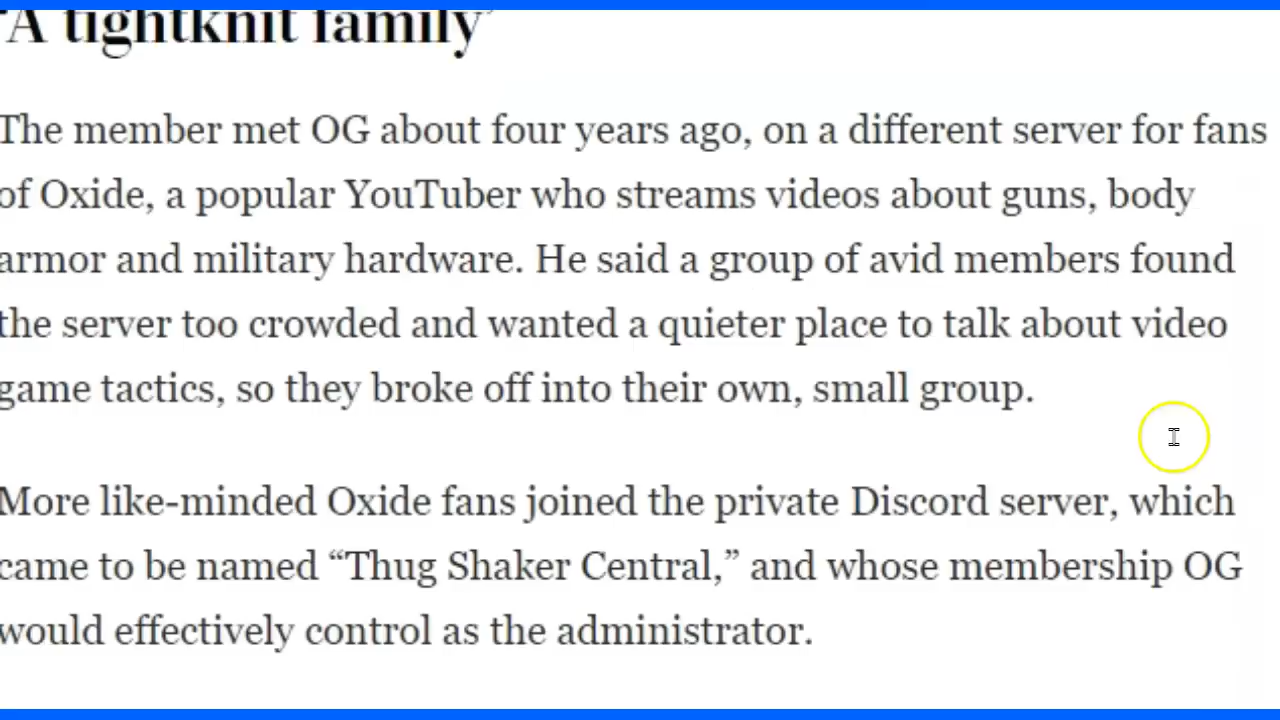 ‘A tightknit family’
The member met OG about four years ago, on a different server for fans
of Oxide, a popular YouTuber who streams videos about guns, body
armor and military hardware. He said a group of avid members found
the server too crowded and wanted a quieter place to talk about video
game tactics, so they broke off into their own, small group.
More like-minded Oxide fans joined the private Discord server, which
came to be named “Thug Shaker Central,” and whose membership OG
would effectively control as the administrator.